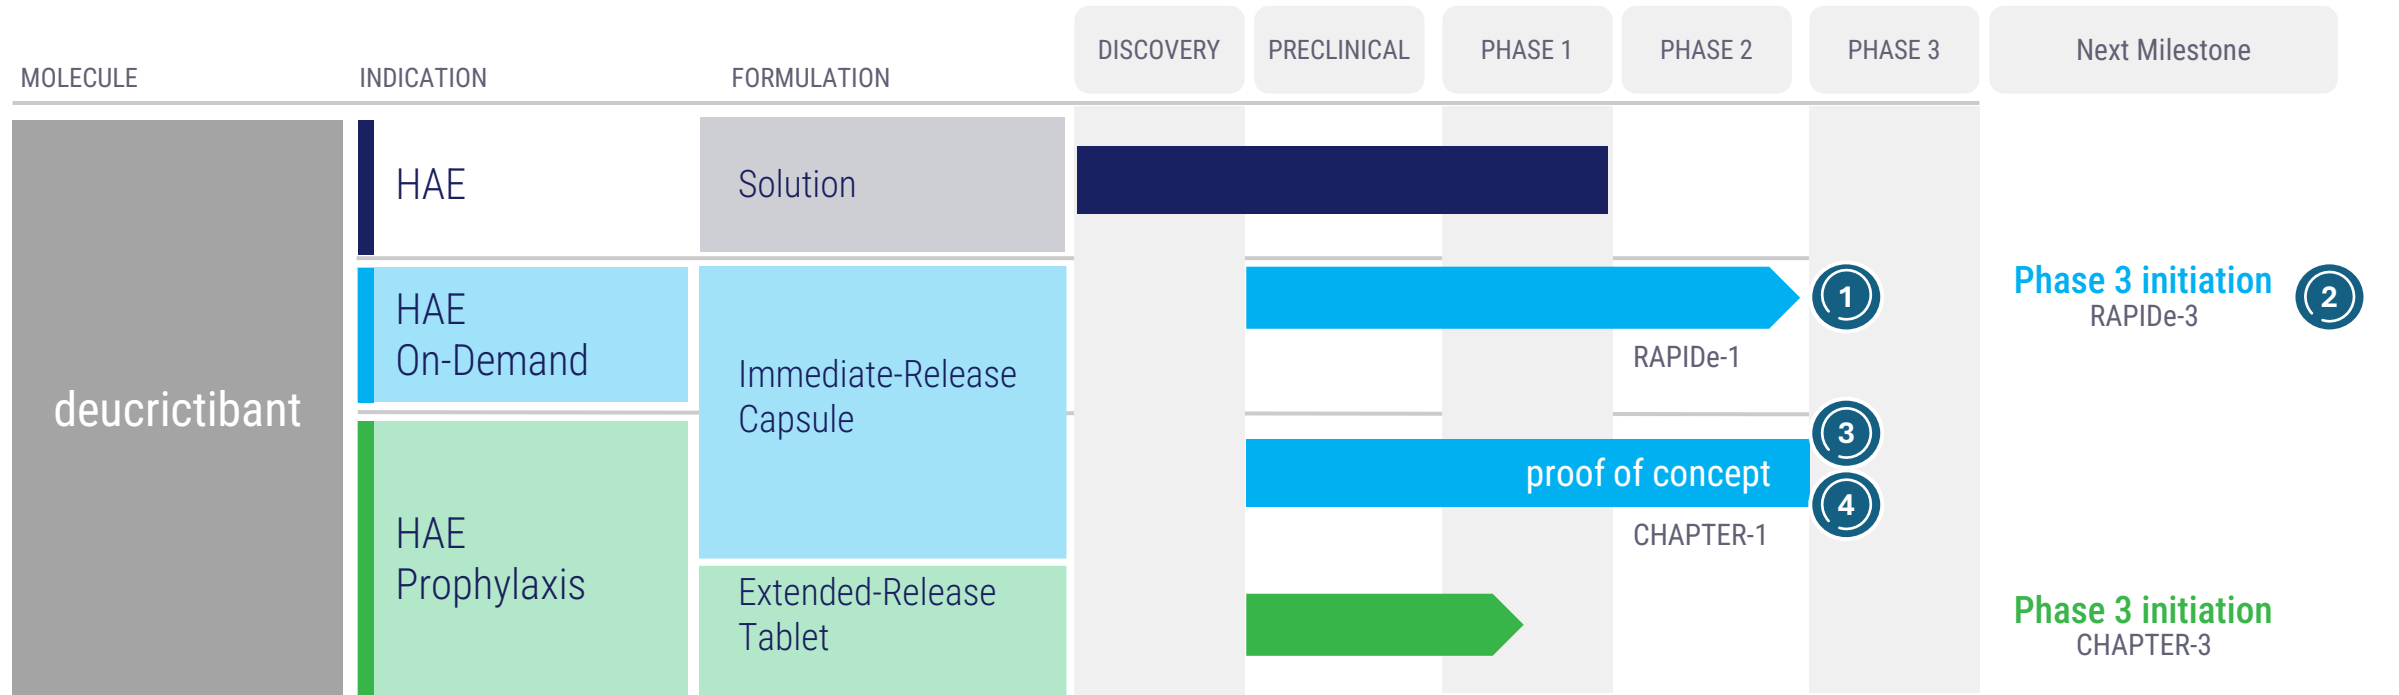 MOLECULE
INDICATION
FORMULATION
DISCOVERY
PRECLINICAL
PHASE 1
PHASE 2
PHASE 3
Next Milestone
deucrictibant
HAE
Solution
HAE
On-Demand
Immediate-Release
Capsule
RAPIDe-1
1
Phase 3 initiation
RAPIDe-3
2
HAE
Prophylaxis
proof of concept
CHAPTER-1
3
4
Extended-Release
Tablet
Phase 3 initiation
CHAPTER-3